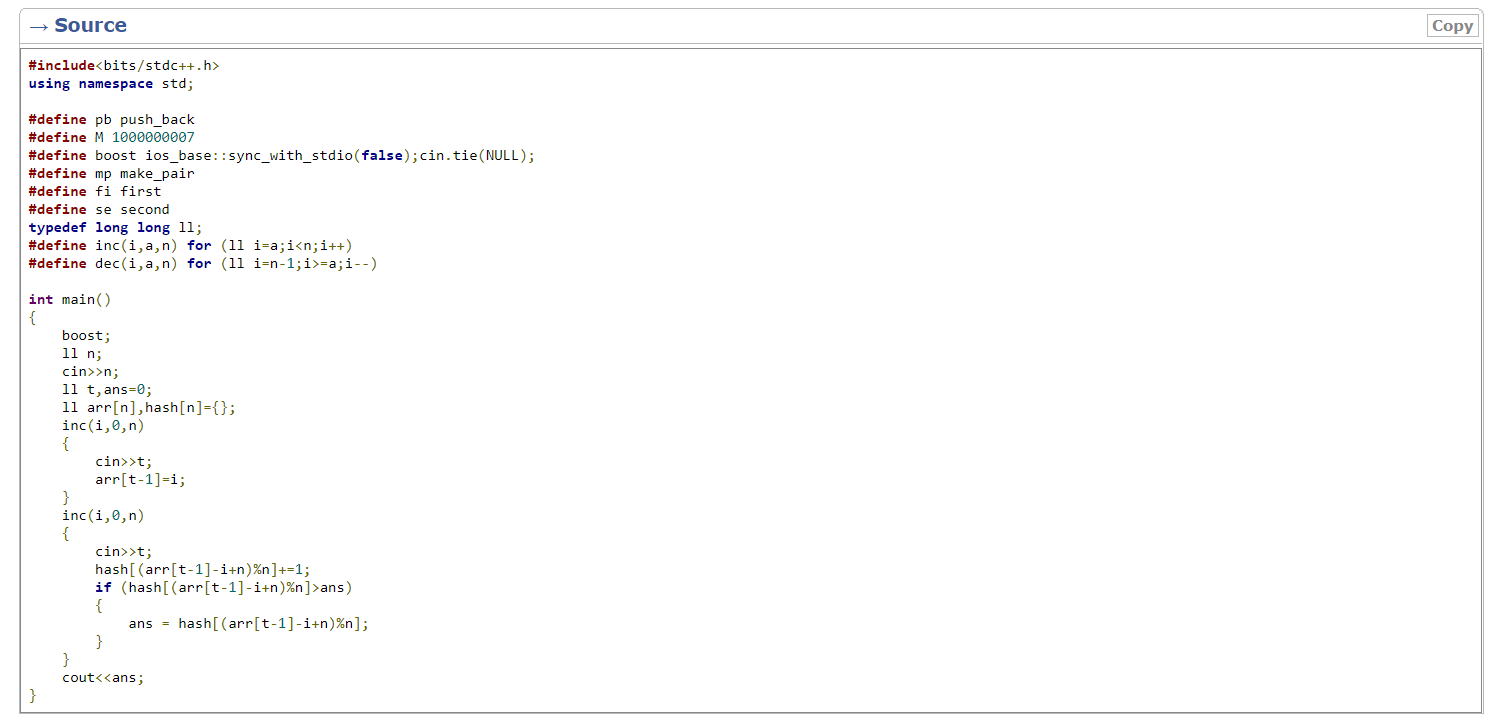 → Source
Copy
#include<bits/stdc++.h>
using namespace std;

#define pb push_back
#define M 1000000007
#define boost ios_base::sync_with_stdio(false);cin.tie(NULL);
#define mp make_pair
#define fi first
#define se second
typedef long long ll;
#define inc(i,a,n) for (ll i=a;i<n;i++)
#define dec(i,a,n) for (ll i=n-1;i>=a;i--)

int main()
{
    boost;
    ll n;
    cin>>n;
    ll t,ans=0;
    ll arr[n],hash[n]={};
    inc(i,0,n)
    {
        cin>>t;
        arr[t-1]=i;
    }
    inc(i,0,n)
    {
        cin>>t;
        hash[(arr[t-1]-i+n)%n]+=1;
        if (hash[(arr[t-1]-i+n)%n]>ans)
        {
            ans = hash[(arr[t-1]-i+n)%n];
        }
    }
    cout<<ans;
}